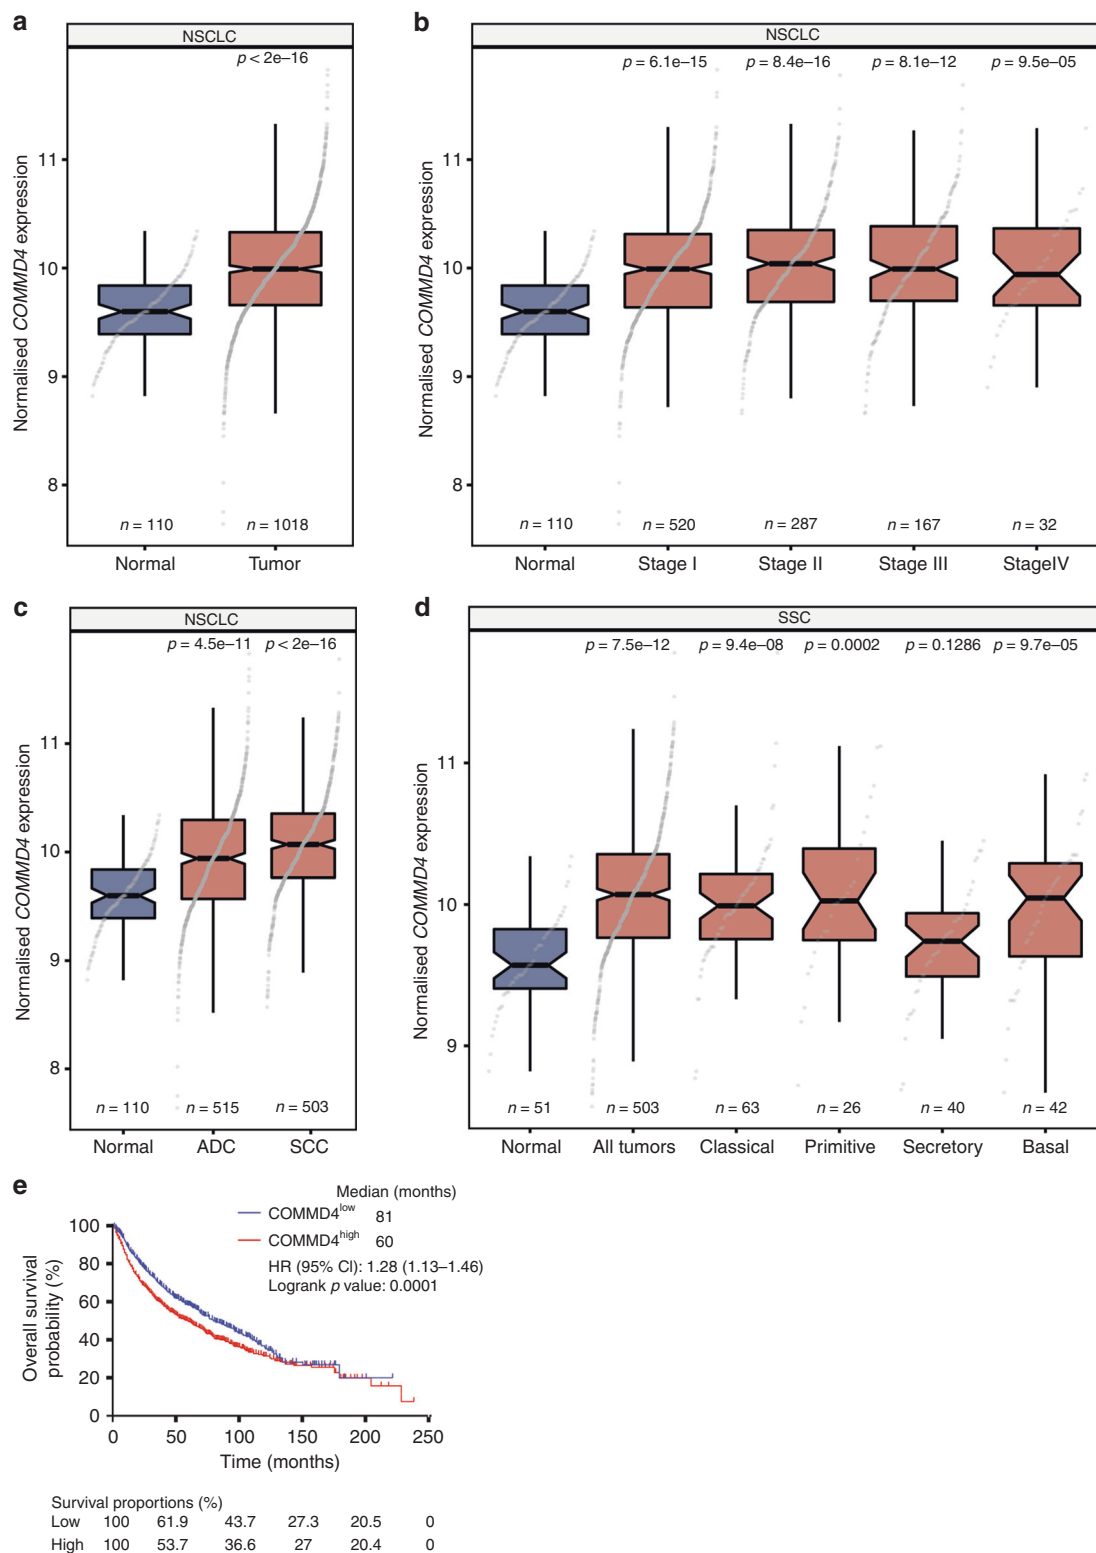 a
NSCLC
p < 2e–16
Normalised COMMD4 expression
11
10
9
8
n = 110 n = 1018
Normal Tumor
b
NSCLC
p = 6.1e–15 p = 8.4e–16 p = 8.1e–12 p = 9.5e–05
Normalised COMMD4 expression
11
10
9
8
n = 110 n = 520 n = 287 n = 167 n = 32
Normal Stage I Stage II Stage III StageIV
c
NSCLC
p = 4.5e–11 p < 2e–16
Normalised COMMD4 expression
11
10
9
8
n = 110 n = 515 n = 503
Normal ADC SCC
d
SSC
p = 7.5e–12 p = 9.4e–08 p = 0.0002 p = 0.1286 p = 9.7e–05
Normalised COMMD4 expression
11
10
9
n = 51 n = 503 n = 63 n = 26 n = 40 n = 42
Normal All tumors Classical Primitive Secretory Basal
e
Median (months)
COMMD4low 81
COMMD4high 60
HR (95% CI): 1.28 (1.13–1.46)
Logrank p value: 0.0001
Overall survival
probability (%)
100
80
60
40
20
0
0 50 100 150 200 250
Time (months)
Survival proportions (%)
Low 100 61.9 43.7 27.3 20.5 0
High 100 53.7 36.6 27 20.4 0